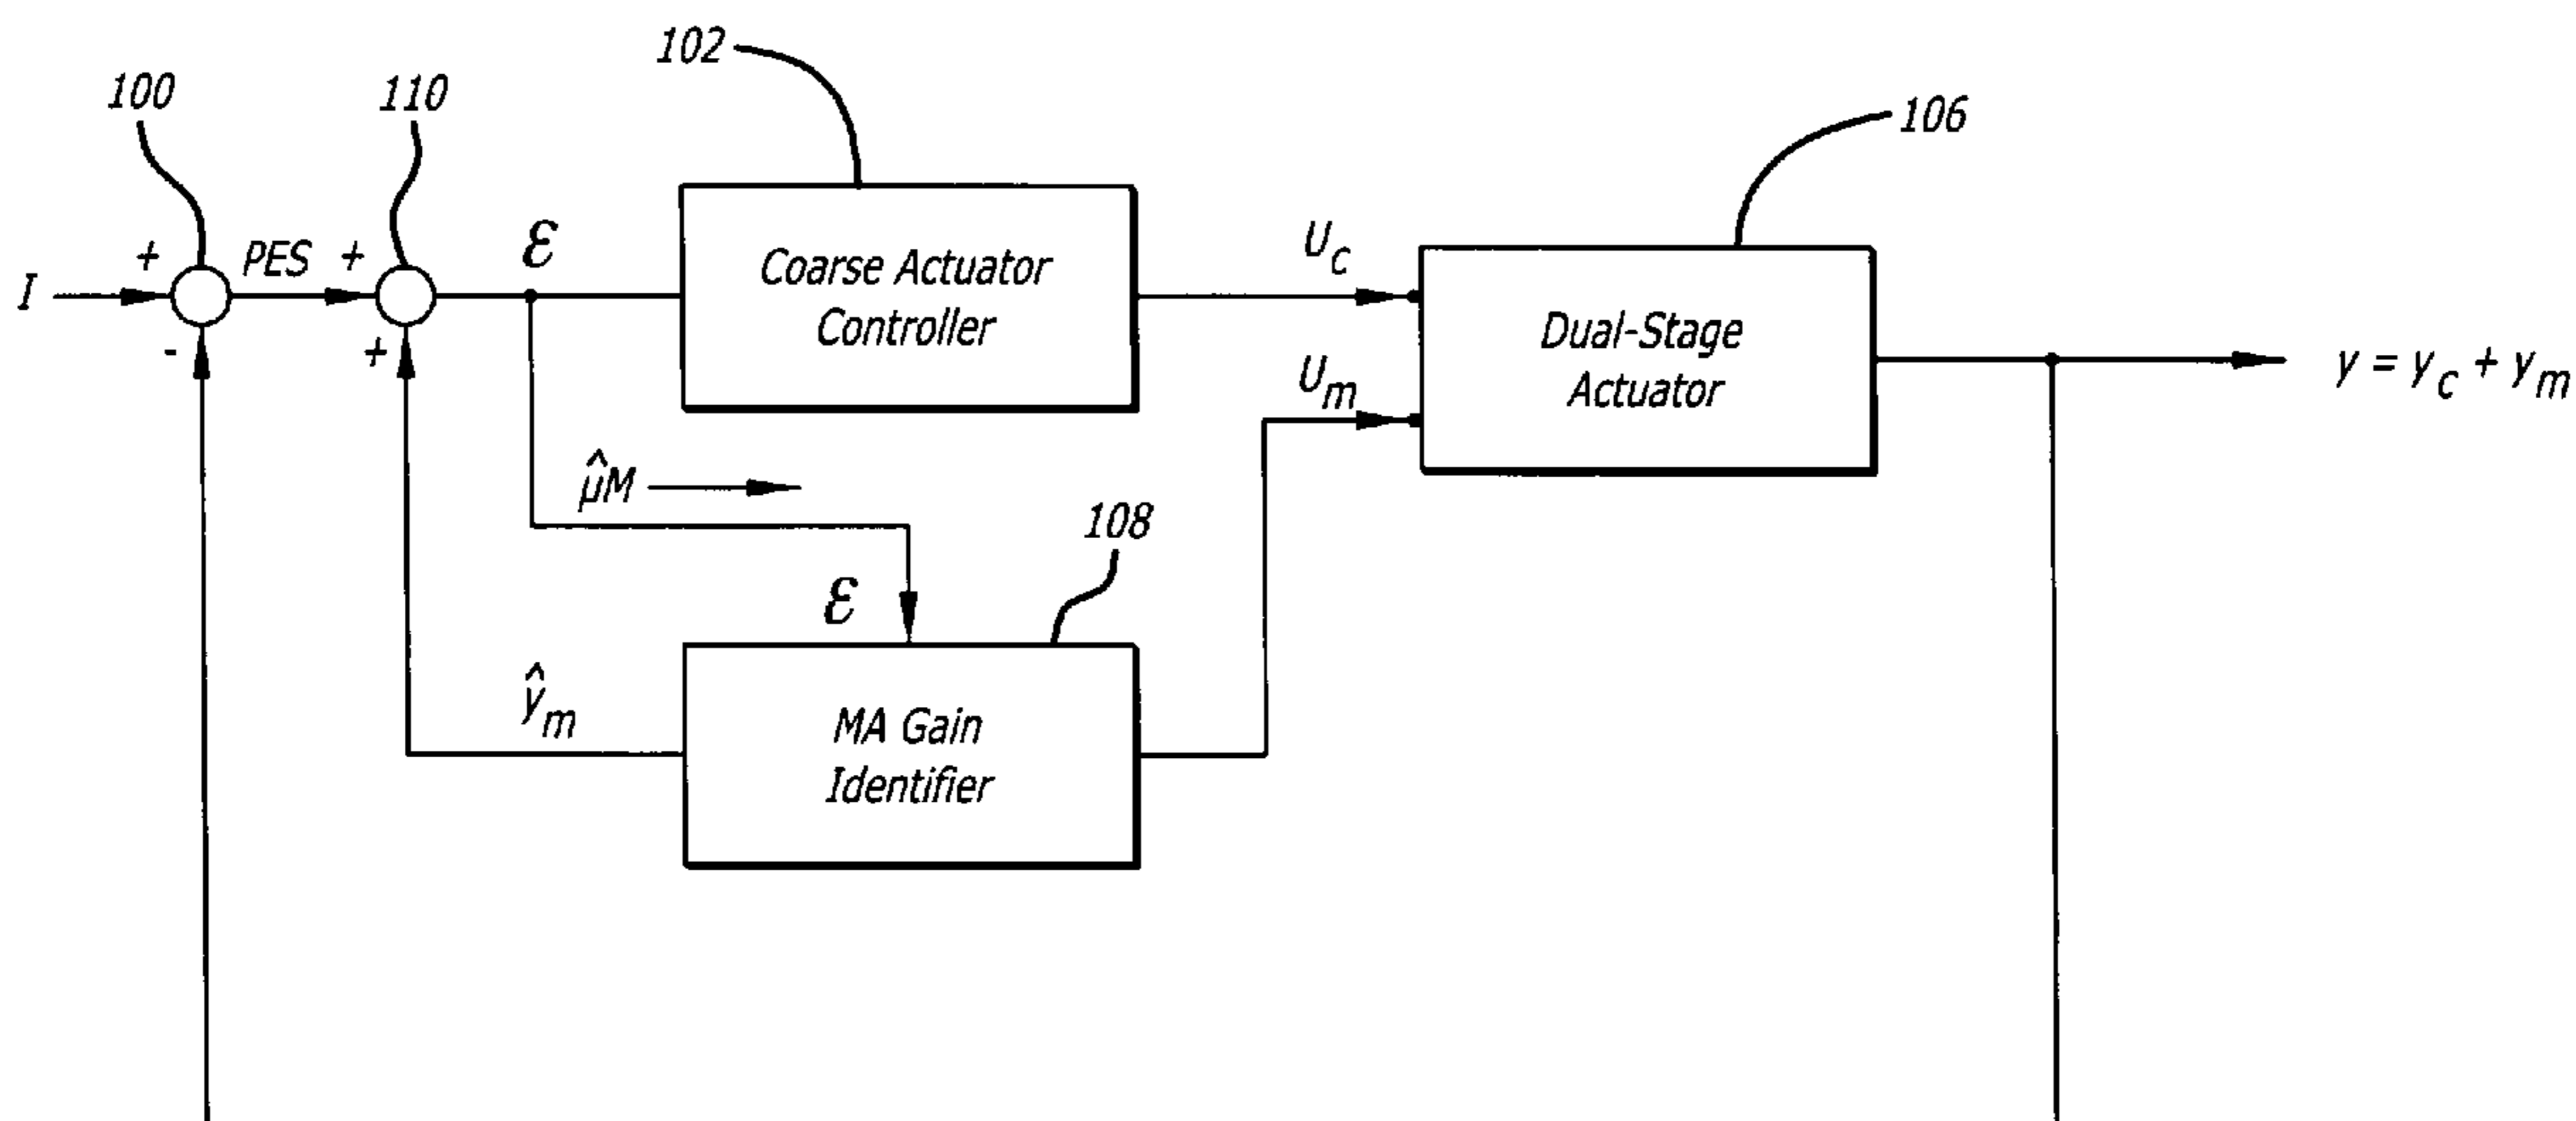 102
100
110
106
+ PES + ε
I
- +
Coarse Actuator
Controller
U_c
U_m
Dual-Stage
Actuator
y = y_c + y_m
μ̂M
108
ε
ŷ_m
MA Gain
Identifier